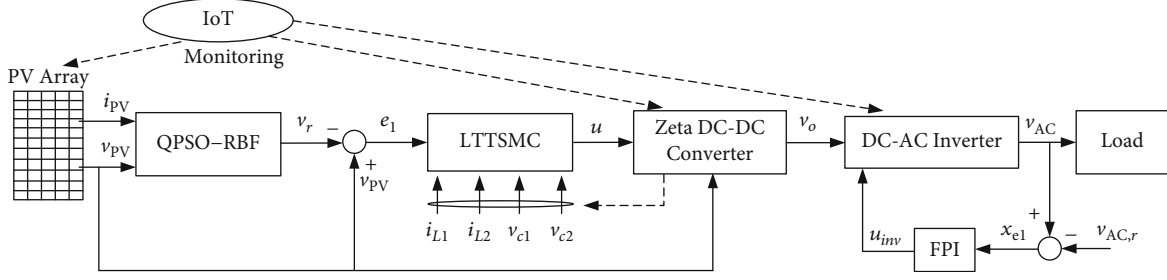 IoT
Monitoring
PV Array
i_PV
v_PV
QPSO–RBF
v_r
−
+
v_PV
e_1
LTTSMC
i_L1
i_L2
v_c1
v_c2
u
Zeta DC-DC
Converter
v_o
DC-AC Inverter
v_AC
Load
u_inv
FPI
x_e1
+
−
v_AC,r